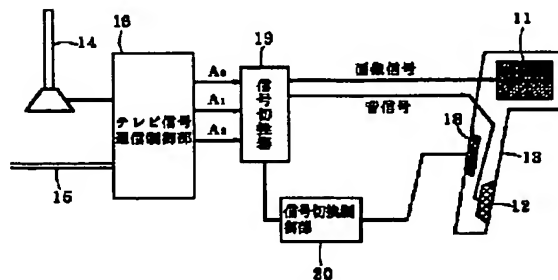 14
16
19
11
A₀
A₁
A₂
テレビ信号
通信制御部
信号切換器
画像信号
音信号
18
13
15
12
信号切換制
御部
20